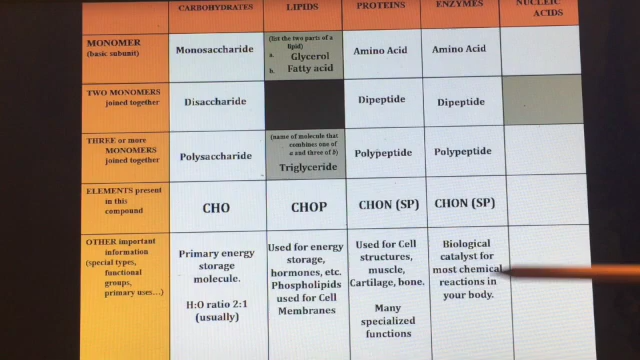 CARBOHYDRATES
LIPIDS
PROTEINS
ENZYMES
NUCLEIC
ACIDS
MONOMER
(basic subunit)
Monosaccharide
(list the two parts of a
lipid)
a. Glycerol
b. Fatty acid
Amino Acid
Amino Acid
TWO MONOMERS
joined together
Disaccharide
Dipeptide
Dipeptide
THREE or more
MONOMERS
joined together
Polysaccharide
(name of molecule that
combines one of
a and three of b)
Triglyceride
Polypeptide
Polypeptide
ELEMENTS present
in this
compound
CHO
CHOP
CHON (SP)
CHON (SP)
OTHER important
information
(special types,
functional
groups,
primary uses...)
Primary energy
storage
molecule.
H:O ratio 2:1
(usually)
Used for energy
storage,
hormones, etc.
Phospholipids
used for Cell
Membranes
Used for Cell
structures,
muscle,
Cartilage, bone.
Many
specialized
functions
Biological
catalyst for
most chemical
reactions in
your body.